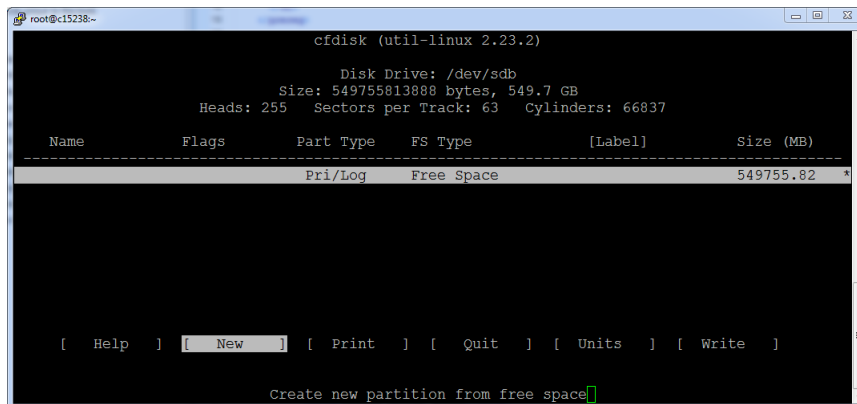 root@c15238:~
cfdisk (util-linux 2.23.2)
Disk Drive: /dev/sdb
Size: 549755813888 bytes, 549.7 GB
Heads: 255   Sectors per Track: 63   Cylinders: 66837
Name   Flags   Part Type   FS Type   [Label]   Size (MB)
------------------------------------------------------------------------------
Pri/Log   Free Space   549755.82   *
[   Help   ]   [   New   ]   [   Print   ]   [   Quit   ]   [   Units   ]   [   Write   ]
Create new partition from free space